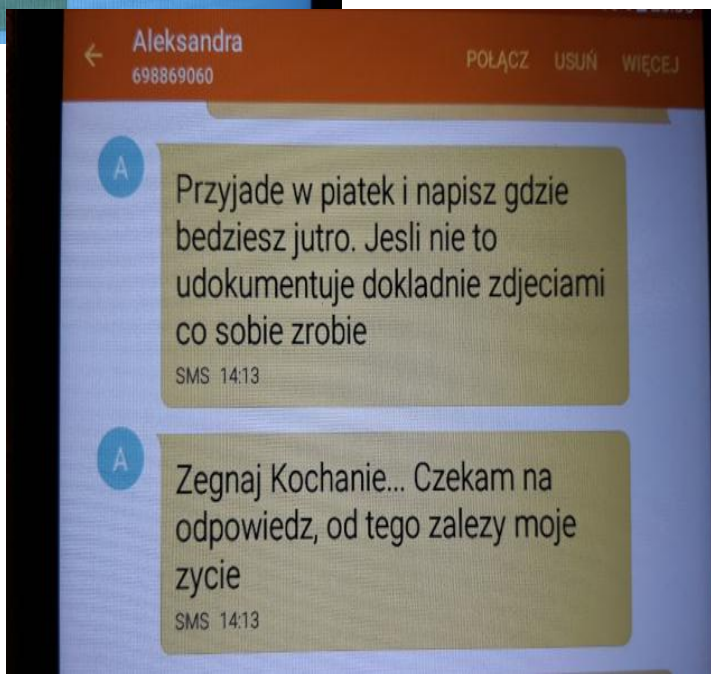 Aleksandra
POŁĄCZ USUŃ WIĘCEJ
698869060
A
Przyjade w piatek i napisz gdzie
bedziesz jutro. Jesli nie to
udokumentuje dokladnie zdjeciami
co sobie zrobie
SMS 14:13
A
Zegnaj Kochanie... Czekam na
odpowiedz, od tego zalezy moje
zycie
SMS 14:13